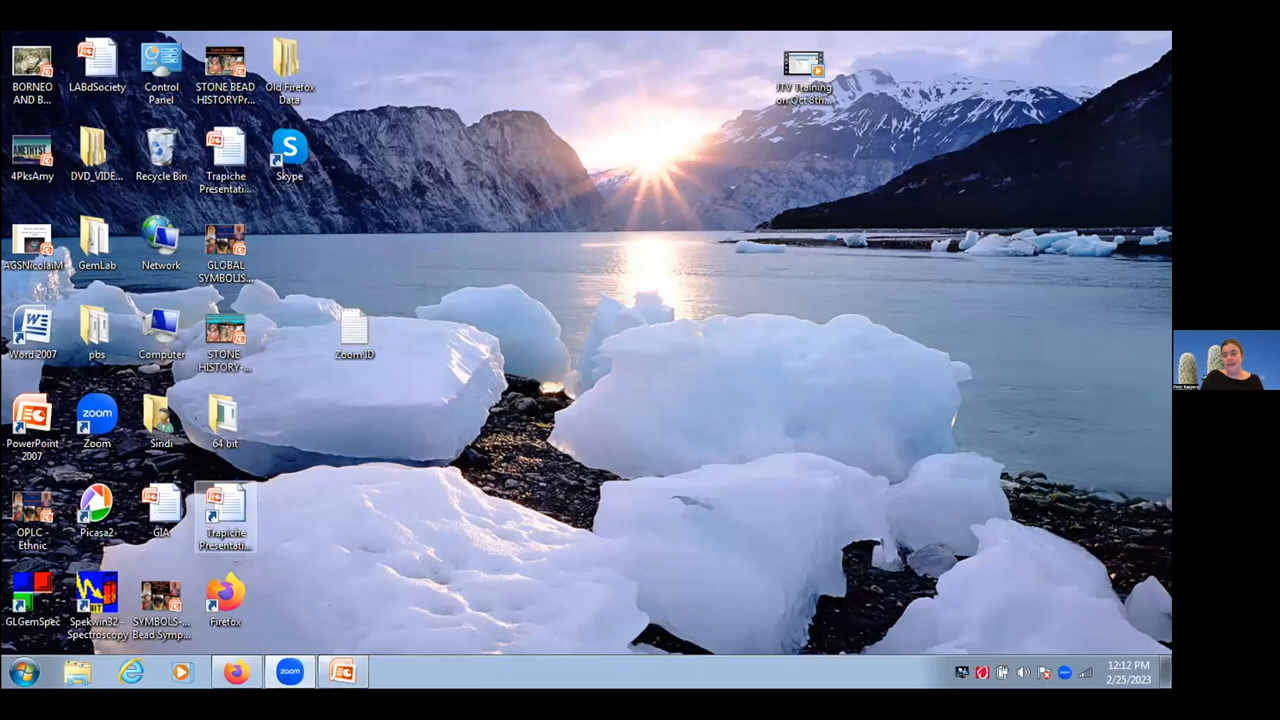 BORNEO
AND B...
LABdSociety
Control
Panel
STONE BEAD
HISTORYPr...
Old Firefox
Data
JTV Training
on Oct 8th...
AMETHYST
4PksAmy
DVD_VIDE...
Recycle Bin
Trapiche
Presentati...
S
Skype
AGSNicolaiM
GemLab
Network
GLOBAL
SYMBOLIS...
W
Word 2007
pbs
Computer
STONE
HISTORY-...
Zoom ID
PowerPoint
2007
zoom
Zoom
Sindi
64 bit
OPLC -
Ethnic
Picasa2
GIA
Trapiche
Presentati...
GLGemSpec
Spekwin32 -
Spectroscopy
SYMBOLS-...
Bead Symp...
Firefox
zoom
12:12 PM
2/25/2023